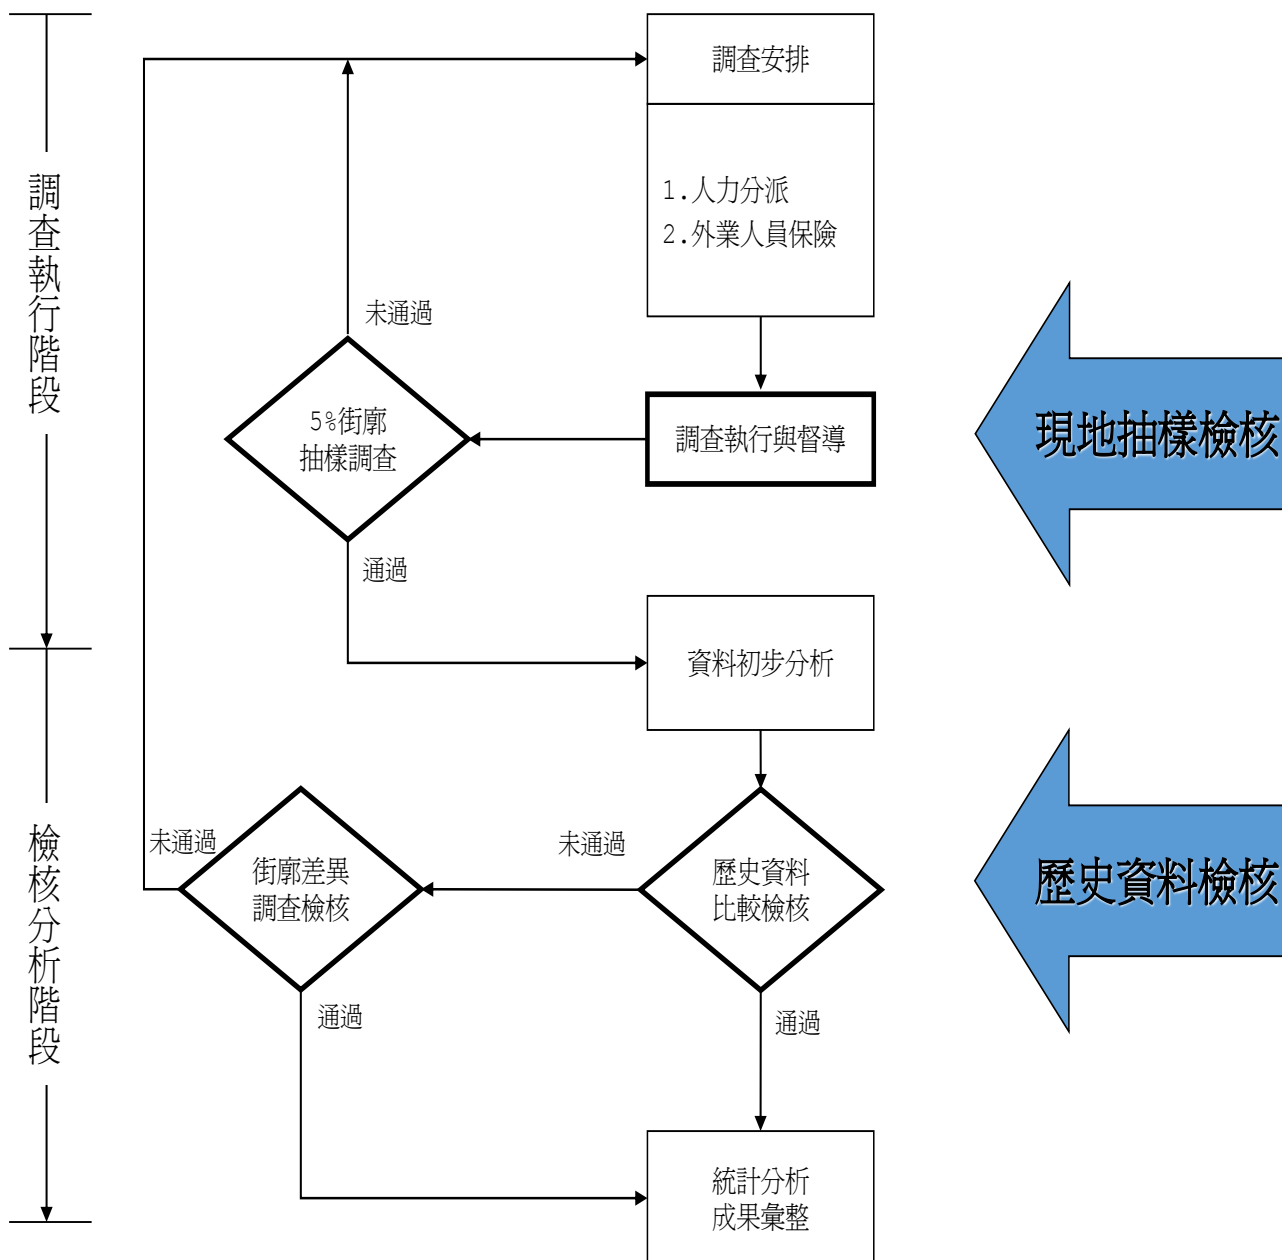 調查安排
1.人力分派
2.外業人員保險
調查執行階段
未通過
5%街廓
抽樣調查
調查執行與督導
現地抽樣檢核
通過
資料初步分析
檢核分析階段
未通過
街廓差異
調查檢核
未通過
歷史資料
比較檢核
歷史資料檢核
通過
通過
統計分析
成果彙整